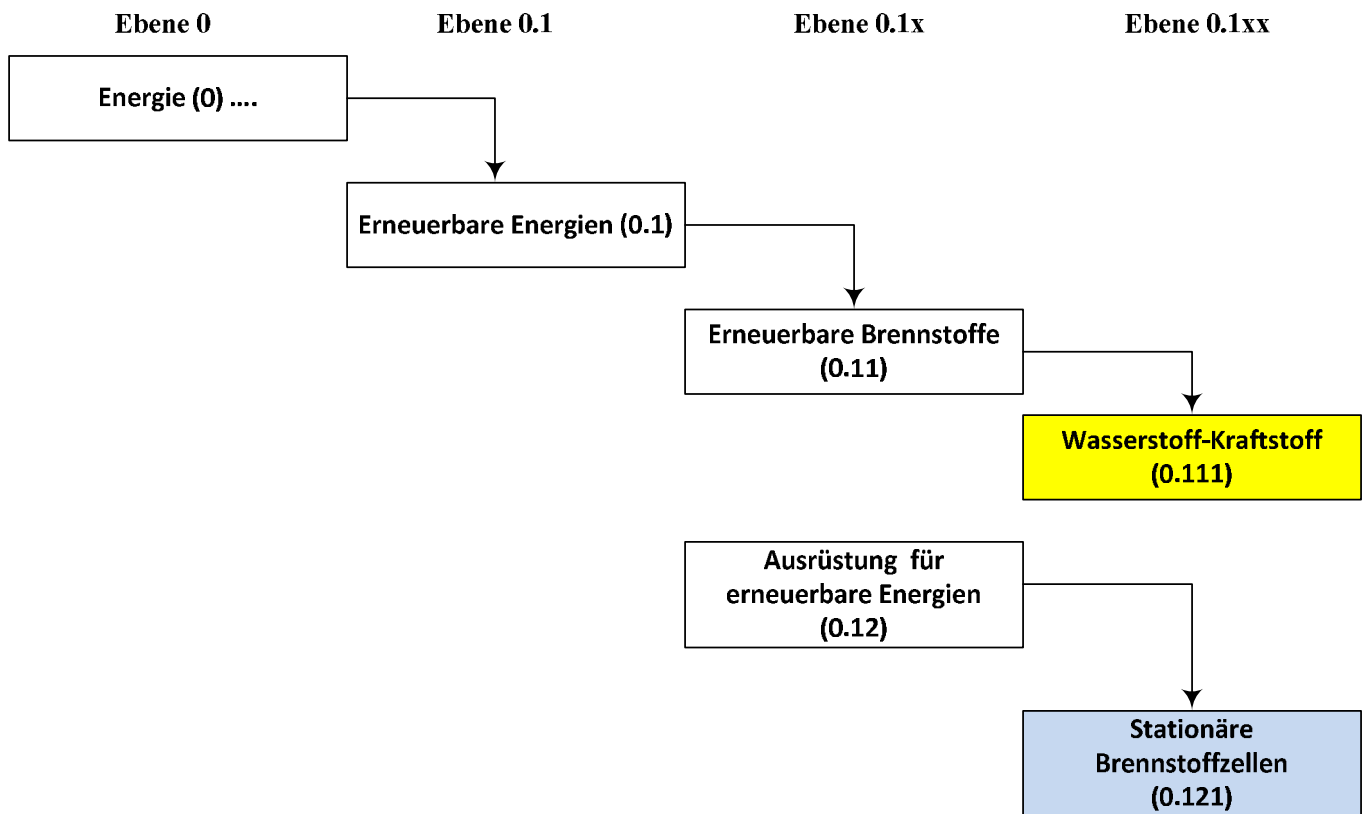 Ebene 0 Ebene 0.1 Ebene 0.1x Ebene 0.1xx
Energie (0) ....
Erneuerbare Energien (0.1)
Erneuerbare Brennstoffe
(0.11)
Wasserstoff-Kraftstoff
(0.111)
Ausrüstung für
erneuerbare Energien
(0.12)
Stationäre
Brennstoffzellen
(0.121)